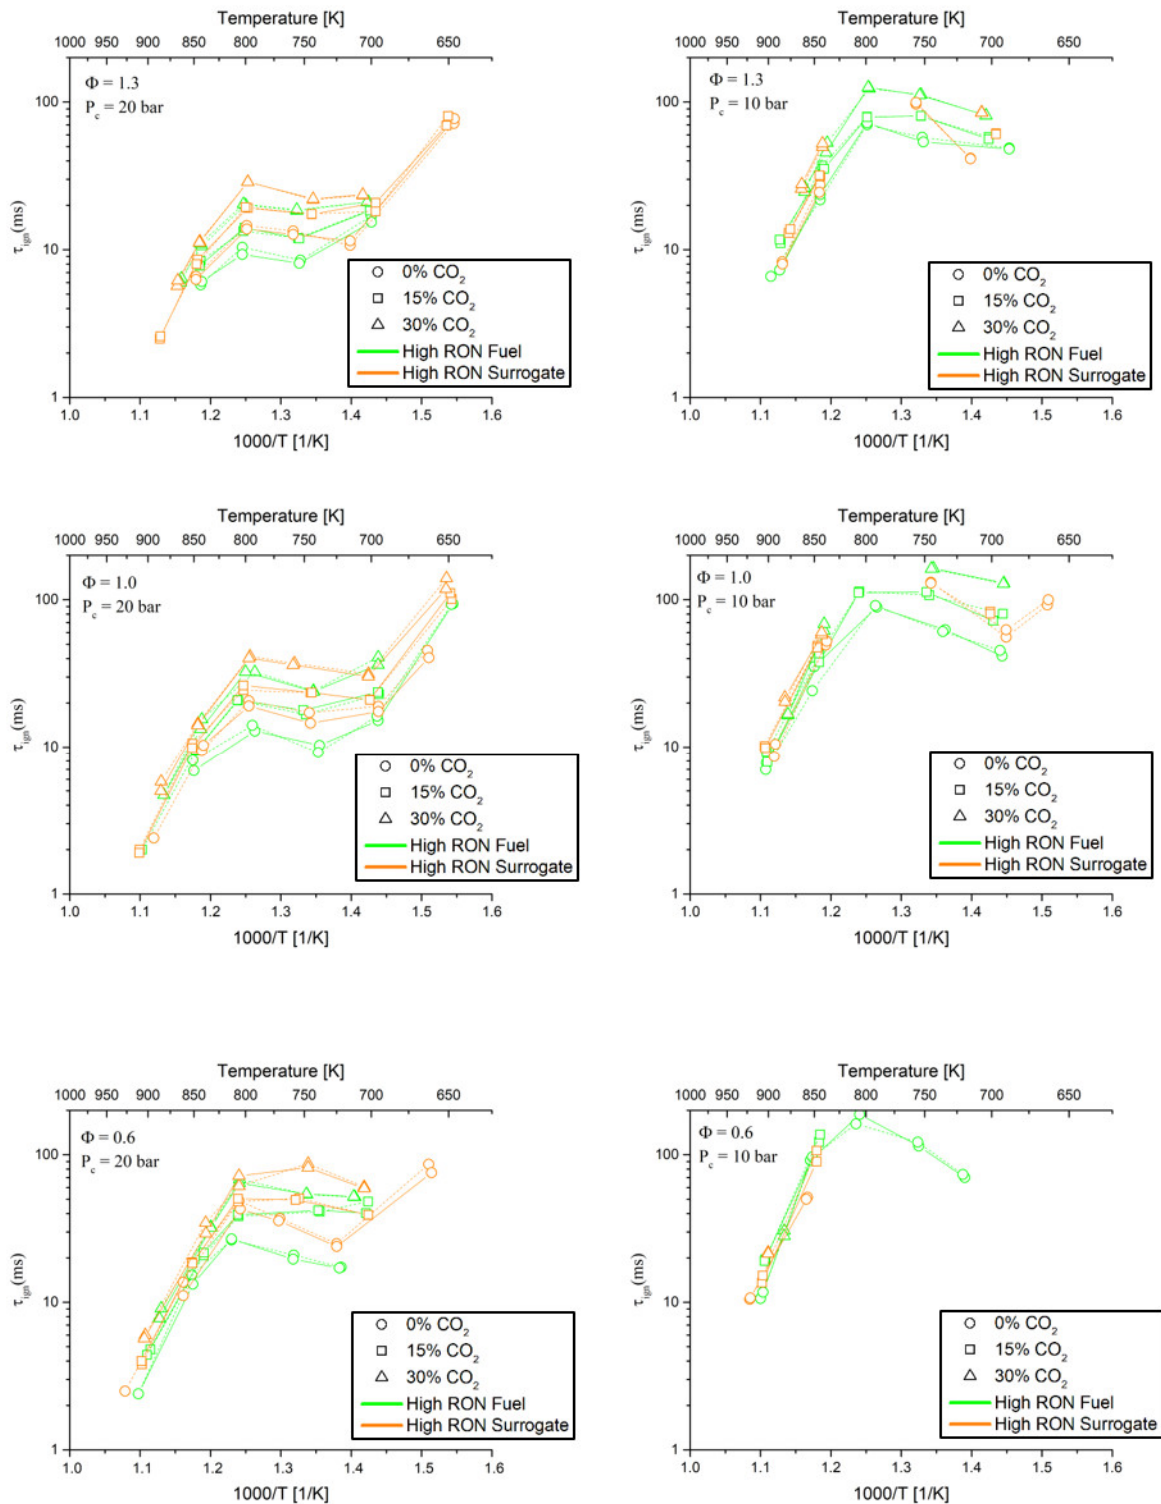 Temperature [K]
1000 950 900 850 800 750 700 650
Φ = 1.3
P_c = 20 bar
100
10
1
τ_ign(ms)
○ 0% CO₂
□ 15% CO₂
△ 30% CO₂
High RON Fuel
High RON Surrogate
1.0 1.1 1.2 1.3 1.4 1.5 1.6
1000/T [1/K]
Temperature [K]
1000 950 900 850 800 750 700 650
Φ = 1.3
P_c = 10 bar
100
10
1
τ_ign(ms)
○ 0% CO₂
□ 15% CO₂
△ 30% CO₂
High RON Fuel
High RON Surrogate
1.0 1.1 1.2 1.3 1.4 1.5 1.6
1000/T [1/K]
Temperature [K]
1000 950 900 850 800 750 700 650
Φ = 1.0
P_c = 20 bar
100
10
1
τ_ign(ms)
○ 0% CO₂
□ 15% CO₂
△ 30% CO₂
High RON Fuel
High RON Surrogate
1.0 1.1 1.2 1.3 1.4 1.5 1.6
1000/T [1/K]
Temperature [K]
1000 950 900 850 800 750 700 650
Φ = 1.0
P_c = 10 bar
100
10
1
τ_ign(ms)
○ 0% CO₂
□ 15% CO₂
△ 30% CO₂
High RON Fuel
High RON Surrogate
1.0 1.1 1.2 1.3 1.4 1.5 1.6
1000/T [1/K]
Temperature [K]
1000 950 900 850 800 750 700 650
Φ = 0.6
P_c = 20 bar
100
10
1
τ_ign(ms)
○ 0% CO₂
□ 15% CO₂
△ 30% CO₂
High RON Fuel
High RON Surrogate
1.0 1.1 1.2 1.3 1.4 1.5 1.6
1000/T [1/K]
Temperature [K]
1000 950 900 850 800 750 700 650
Φ = 0.6
P_c = 10 bar
100
10
1
τ_ign(ms)
○ 0% CO₂
□ 15% CO₂
△ 30% CO₂
High RON Fuel
High RON Surrogate
1.0 1.1 1.2 1.3 1.4 1.5 1.6
1000/T [1/K]